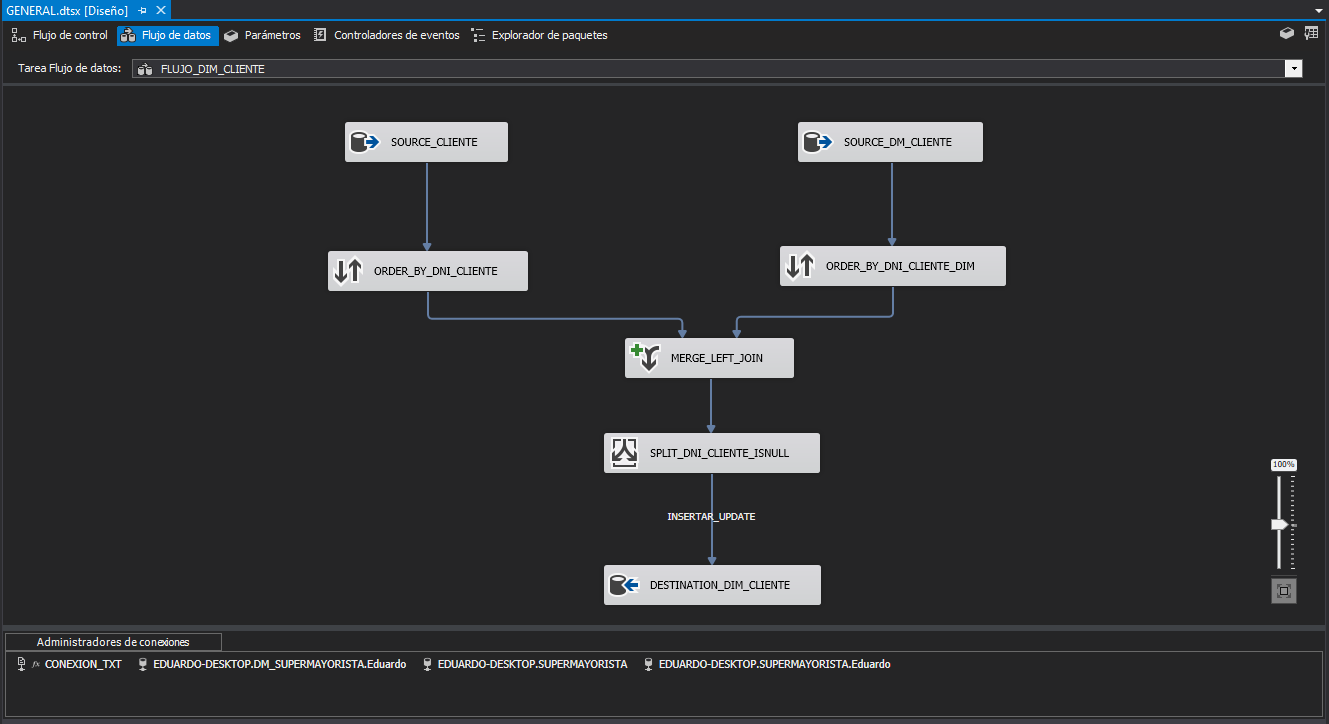 GENERAL.dtsx [Diseño]
Flujo de control Flujo de datos Parámetros Controladores de eventos Explorador de paquetes
Tarea Flujo de datos: FLUJO_DIM_CLIENTE
SOURCE_CLIENTE SOURCE_DM_CLIENTE
ORDER_BY_DNI_CLIENTE ORDER_BY_DNI_CLIENTE_DIM
MERGE_LEFT_JOIN
SPLIT_DNI_CLIENTE_ISNULL
100%
INSERTAR_UPDATE
DESTINATION_DIM_CLIENTE
Administradores de conexiones
fx CONEXION_TXT EDUARDO-DESKTOP.DM_SUPERMAYORISTA.Eduardo EDUARDO-DESKTOP.SUPERMAYORISTA EDUARDO-DESKTOP.SUPERMAYORISTA.Eduardo